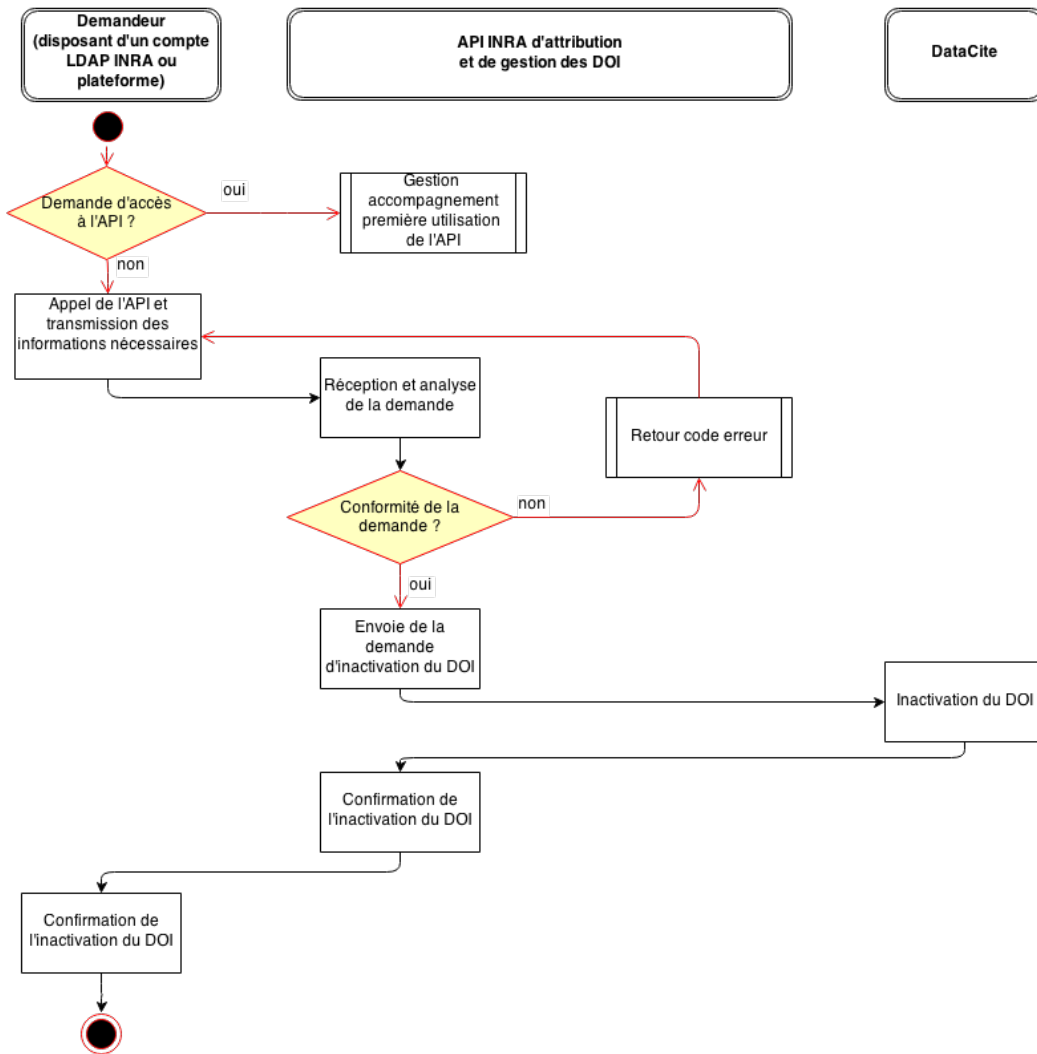 Demandeur
(disposant d'un compte
LDAP INRA ou
plateforme)
API INRA d'attribution
et de gestion des DOI
DataCite
Demande d'accès
à l'API ?
oui
Gestion
accompagnement
première utilisation
de l'API
non
Appel de l'API et
transmission des
informations nécessaires
Réception et analyse
de la demande
Retour code erreur
Conformité de la
demande ?
non
oui
Envoie de la
demande
d'inactivation du DOI
Inactivation du DOI
Confirmation de
l'inactivation du DOI
Confirmation de
l'inactivation du DOI